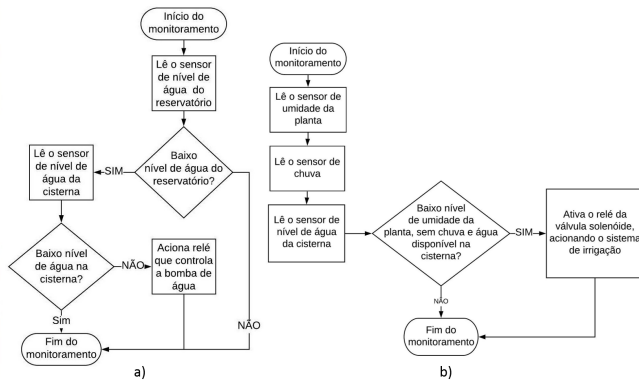 Início do
monitoramento
Lê o sensor
de nível de
água do
reservatório
Baixo
nível de água do
reservatório?
SIM
Lê o sensor
de nível de
água da
cisterna
Baixo nível
de água na
cisterna?
NÃO
Aciona relé
que controla
a bomba de
água
Sim
NÃO
Fim do
monitoramento
a)
Início do
monitoramento
Lê o sensor de
umidade da
planta
Lê o sensor de
chuva
Lê o sensor de
nível de água
da cisterna
Baixo nível
de umidade da
planta, sem chuva e água
disponível na
cisterna?
SIM
Ativa o relé da
válvula solenóide,
acionando o sistema
de irrigação
NÃO
Fim do
monitoramento
b)